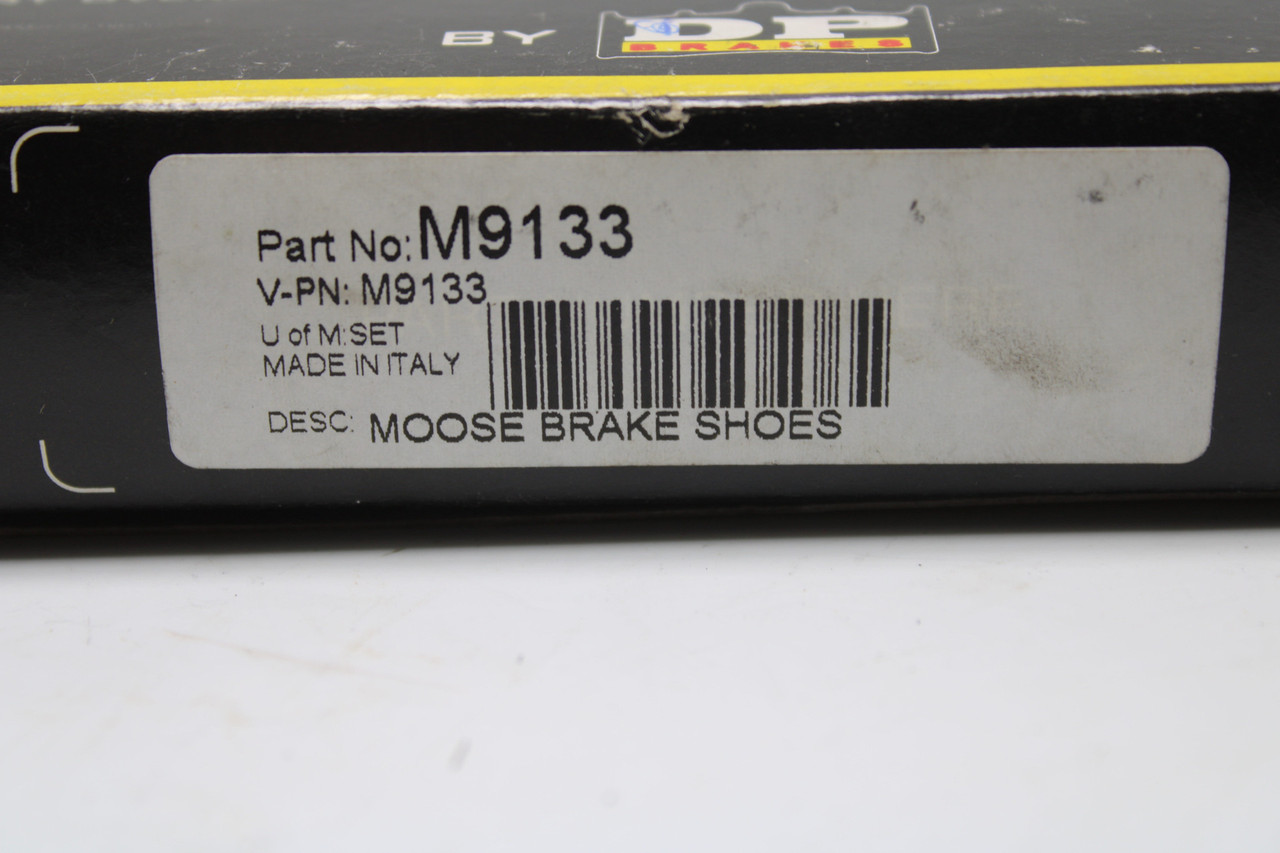 BY DP
BRAKES
Part No: M9133
V-PN: M9133
U of M: SET
MADE IN ITALY
DESC: MOOSE BRAKE SHOES